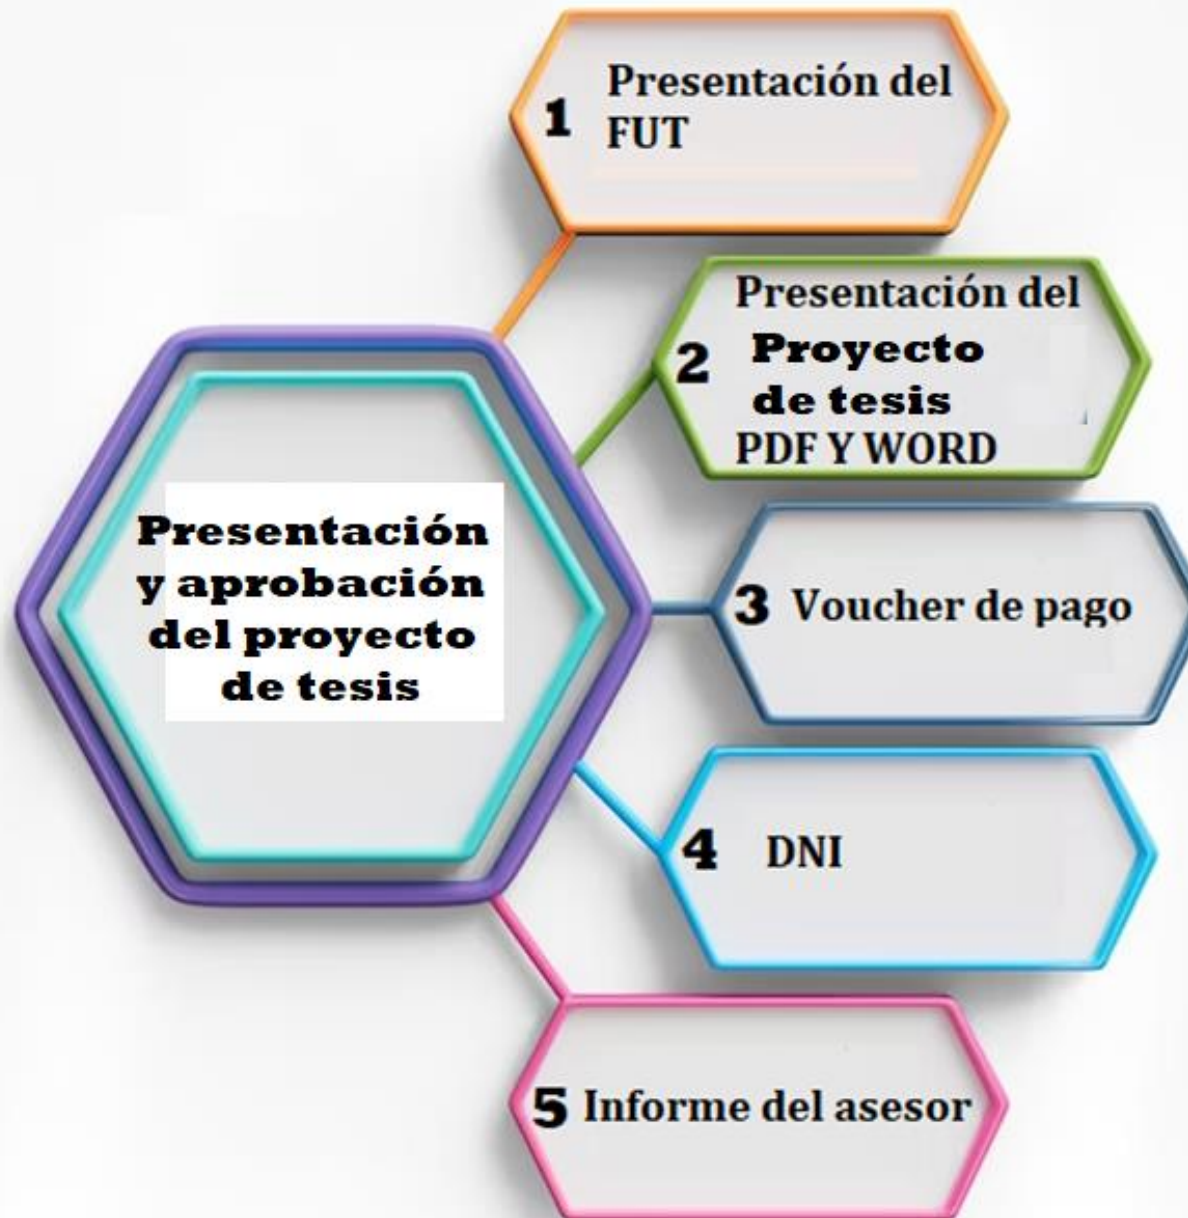 Presentación
y aprobación
del proyecto
de tesis
1 Presentación del
FUT
Presentación del
2 Proyecto
de tesis
PDF Y WORD
3 Voucher de pago
4 DNI
5 Informe del asesor